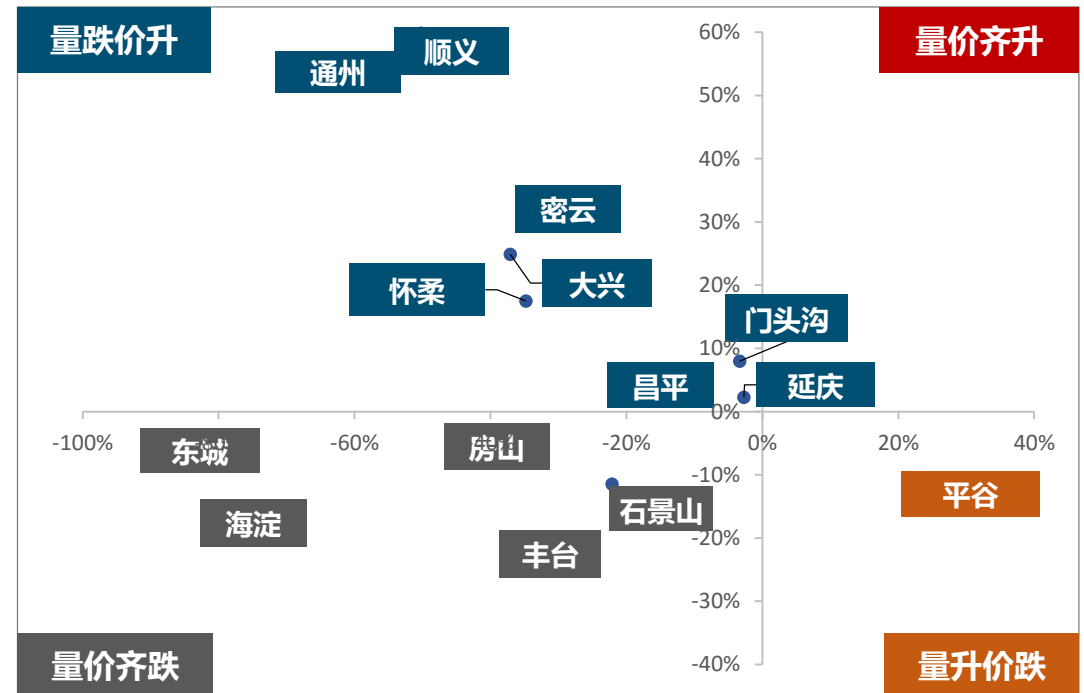 量跌价升
量价齐升
顺义
通州
60%
50%
40%
密云
30%
大兴
怀柔
20%
门头沟
10%
昌平
延庆
0%
-100%
-60%
-20%
0%
20%
40%
东城
房山
-10%
平谷
海淀
石景山
-20%
丰台
-30%
-40%
量价齐跌
量升价跌